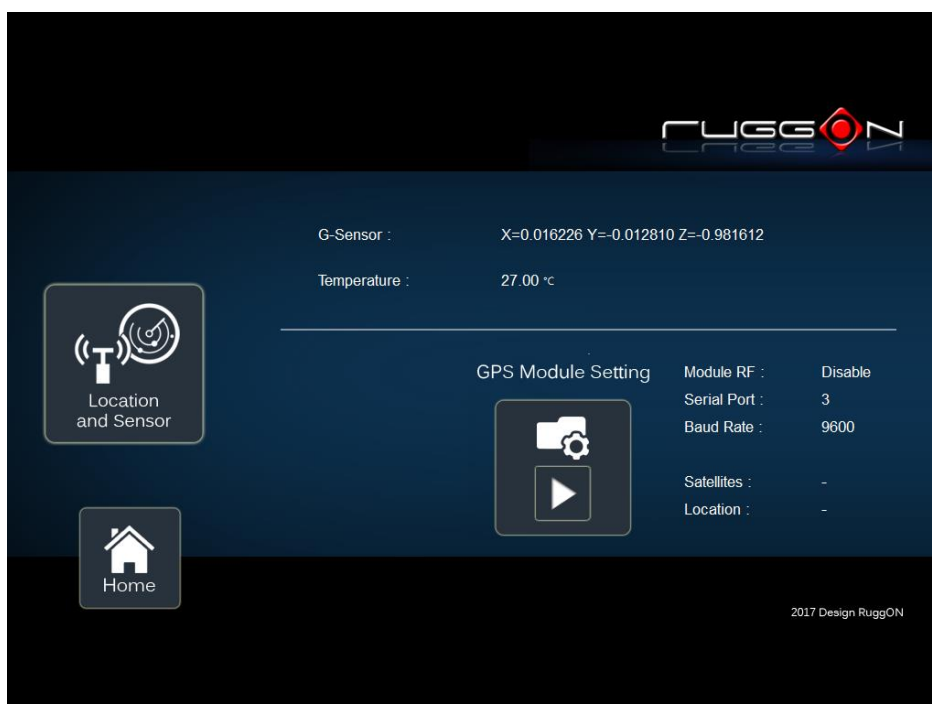 ruggON
G-Sensor : X=0.016226 Y=-0.012810 Z=-0.981612
Temperature : 27.00 °C
Location
and Sensor
GPS Module Setting
Module RF : Disable
Serial Port : 3
Baud Rate : 9600
Satellites : -
Location : -
Home
2017 Design RuggON